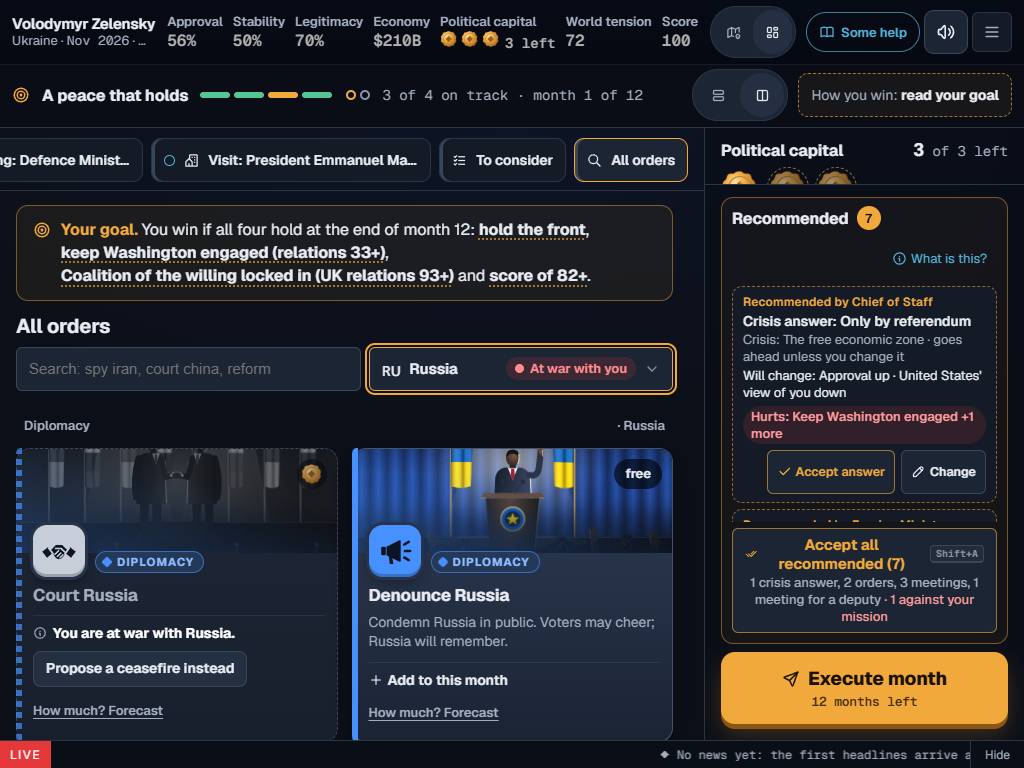 Volodymyr Zelensky
Ukraine · Nov 2026 · …
Approval
56%
Stability
50%
Legitimacy
70%
Economy
$210B
Political capital
3 left
World tension
72
Score
100
Some help
A peace that holds
3 of 4 on track · month 1 of 12
How you win: read your goal
ng: Defence Minist…
Visit: President Emmanuel Ma…
To consider
All orders
Political capital
3 of 3 left
Your goal. You win if all four hold at the end of month 12: hold the front,
keep Washington engaged (relations 33+),
Coalition of the willing locked in (UK relations 93+) and score of 82+.
All orders
Search: spy iran, court china, reform
RU Russia
At war with you
Diplomacy
· Russia
DIPLOMACY
Court Russia
You are at war with Russia.
Propose a ceasefire instead
How much? Forecast
free
DIPLOMACY
Denounce Russia
Condemn Russia in public. Voters may cheer;
Russia will remember.
Add to this month
How much? Forecast
Recommended 7
What is this?
Recommended by Chief of Staff
Crisis answer: Only by referendum
Crisis: The free economic zone · goes
ahead unless you change it
Will change: Approval up · United States'
view of you down
Hurts: Keep Washington engaged +1
more
Accept answer
Change
Accept all
recommended (7)
Shift+A
1 crisis answer, 2 orders, 3 meetings, 1
meeting for a deputy · 1 against your
mission
Execute month
12 months left
LIVE
◆ No news yet: the first headlines arrive
Hide